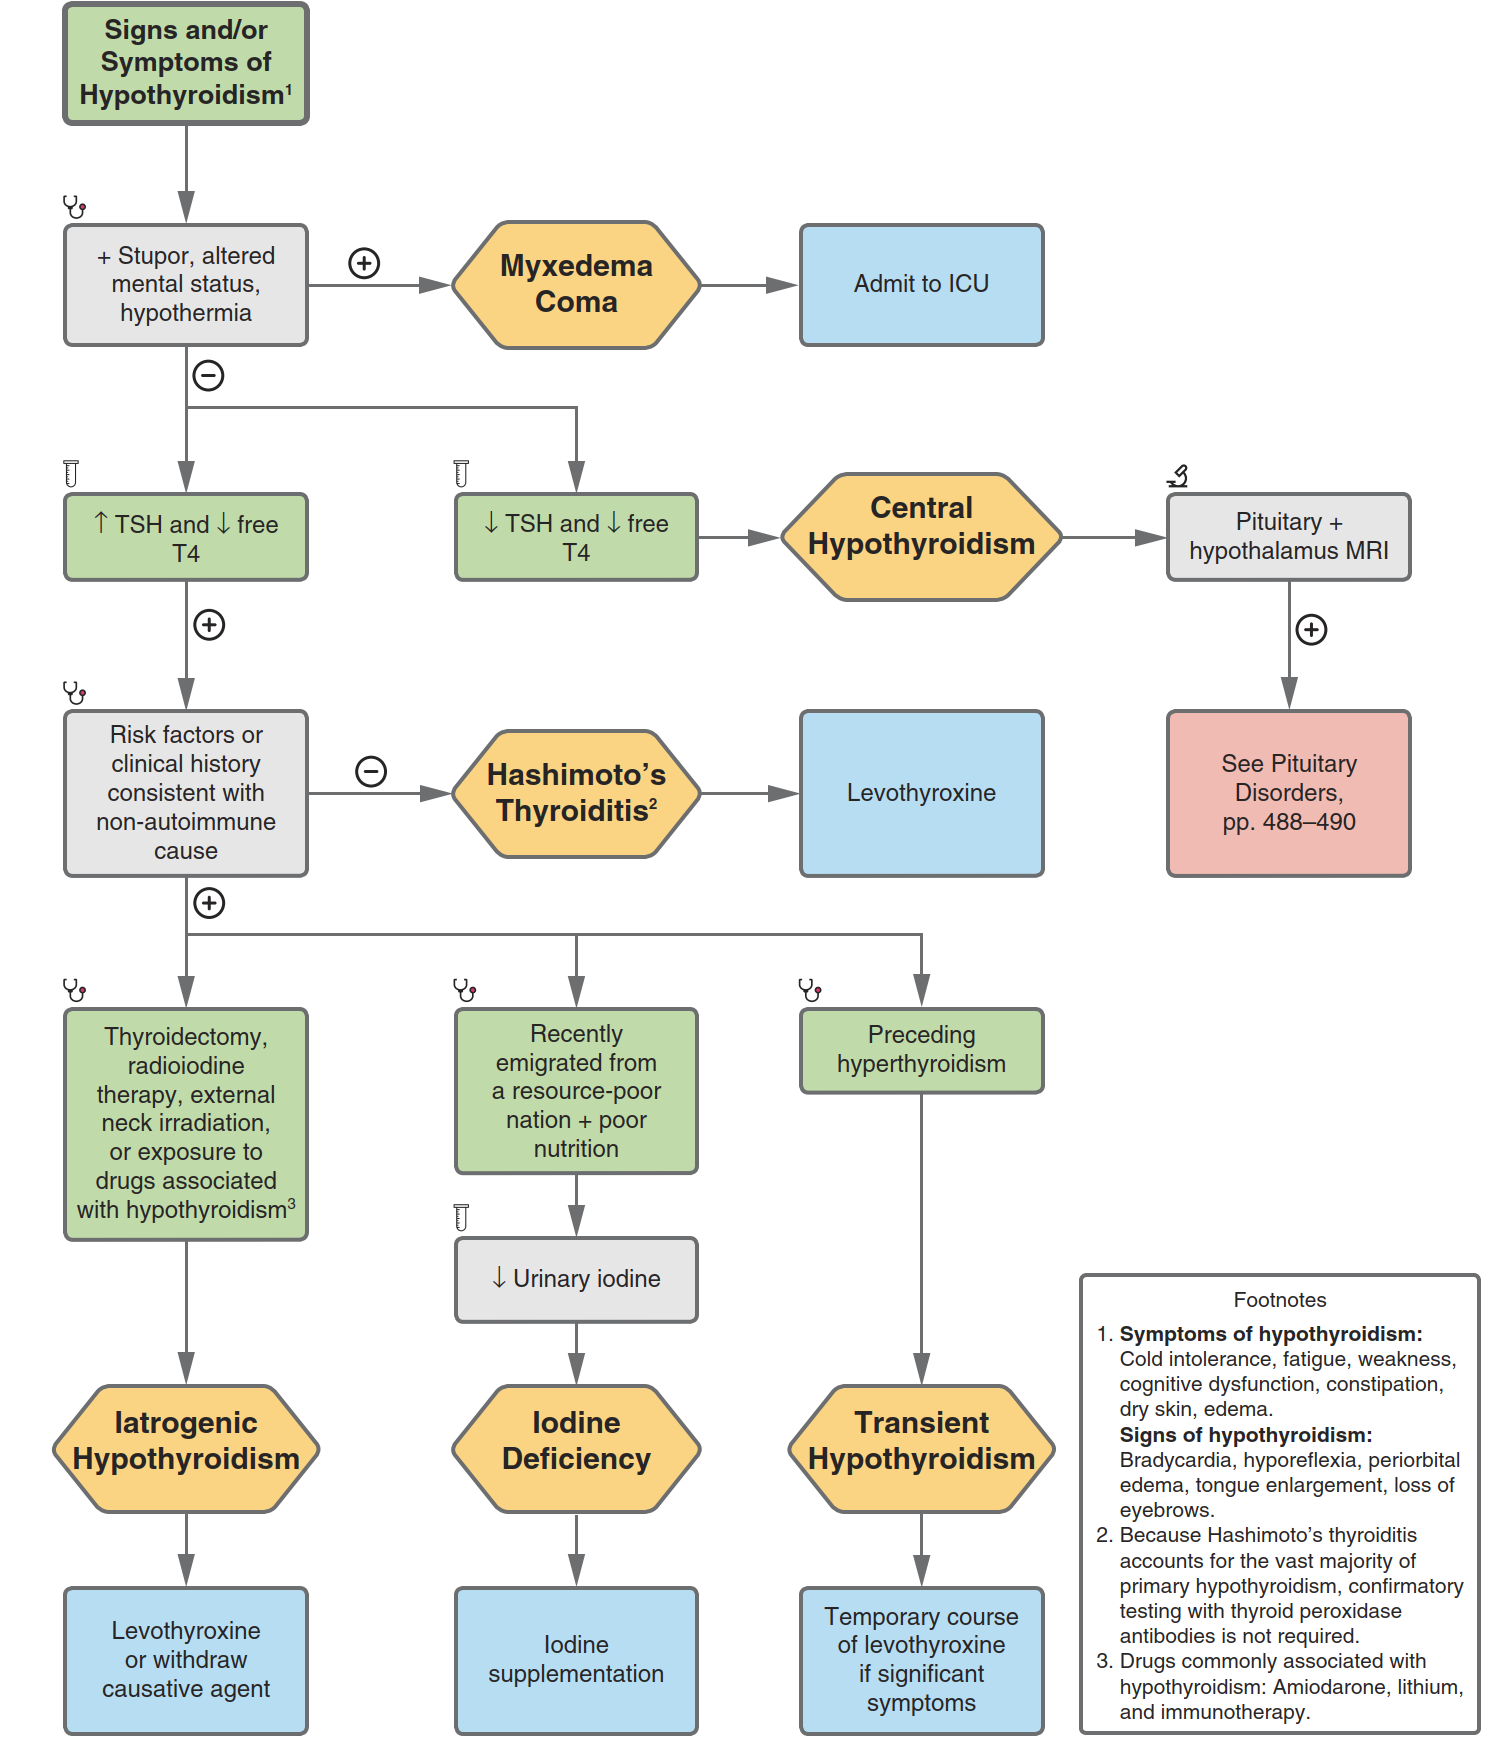 Signs and/or
Symptoms of
Hypothyroidism¹
+ Stupor, altered
mental status,
hypothermia
+
Myxedema
Coma
Admit to ICU
−
↑ TSH and ↓ free
T4
↓ TSH and ↓ free
T4
Central
Hypothyroidism
Pituitary +
hypothalamus MRI
+
+
Risk factors or
clinical history
consistent with
non-autoimmune
cause
−
Hashimoto’s
Thyroiditis²
Levothyroxine
See Pituitary
Disorders,
pp. 488–490
+
Thyroidectomy,
radioiodine
therapy, external
neck irradiation,
or exposure to
drugs associated
with hypothyroidism³
Recently
emigrated from
a resource-poor
nation + poor
nutrition
Preceding
hyperthyroidism
↓ Urinary iodine
Iatrogenic
Hypothyroidism
Iodine
Deficiency
Transient
Hypothyroidism
Levothyroxine
or withdraw
causative agent
Iodine
supplementation
Temporary course
of levothyroxine
if significant
symptoms
Footnotes
1. Symptoms of hypothyroidism:
Cold intolerance, fatigue, weakness,
cognitive dysfunction, constipation,
dry skin, edema.
Signs of hypothyroidism:
Bradycardia, hyporeflexia, periorbital
edema, tongue enlargement, loss of
eyebrows.
2. Because Hashimoto’s thyroiditis
accounts for the vast majority of
primary hypothyroidism, confirmatory
testing with thyroid peroxidase
antibodies is not required.
3. Drugs commonly associated with
hypothyroidism: Amiodarone, lithium,
and immunotherapy.